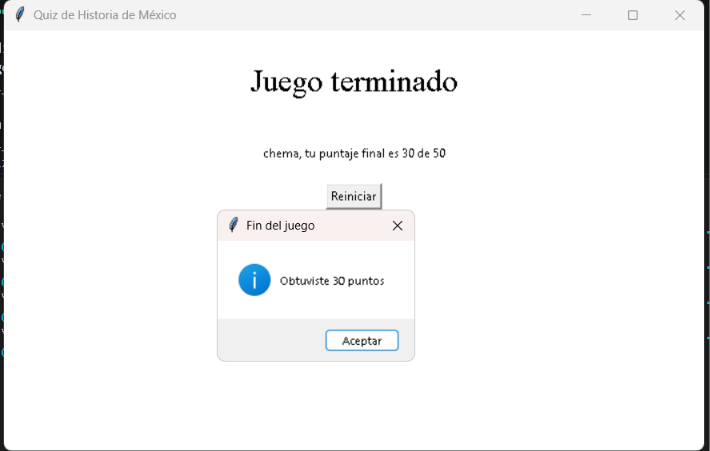 Quiz de Historia de México
Juego terminado
chema, tu puntaje final es 30 de 50
Reiniciar
Fin del juego
Obtuviste 30 puntos
Aceptar